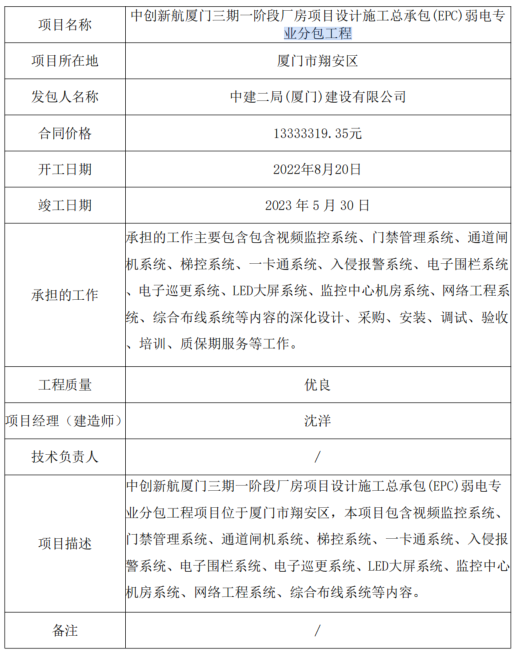 项目名称
中创新航厦门三期一阶段厂房项目设计施工总承包(EPC)弱电专
业分包工程
项目所在地
厦门市翔安区
发包人名称
中建二局(厦门)建设有限公司
合同价格
13333319.35元
开工日期
2022年8月20日
竣工日期
2023 年 5 月 30 日
承担的工作
承担的工作主要包含包含视频监控系统、门禁管理系统、通道闸
机系统、梯控系统、一卡通系统、入侵报警系统、电子围栏系统
、电子巡更系统、LED大屏系统、监控中心机房系统、网络工程系
统、综合布线系统等内容的深化设计、采购、安装、调试、验收
、培训、质保期服务等工作。
工程质量
优良
项目经理（建造师）
沈洋
技术负责人
/
项目描述
中创新航厦门三期一阶段厂房项目设计施工总承包(EPC)弱电专
业分包工程项目位于厦门市翔安区，本项目包含视频监控系统、
门禁管理系统、通道闸机系统、梯控系统、一卡通系统、入侵报
警系统、电子围栏系统、电子巡更系统、LED大屏系统、监控中心
机房系统、网络工程系统、综合布线系统等内容。
备注
/